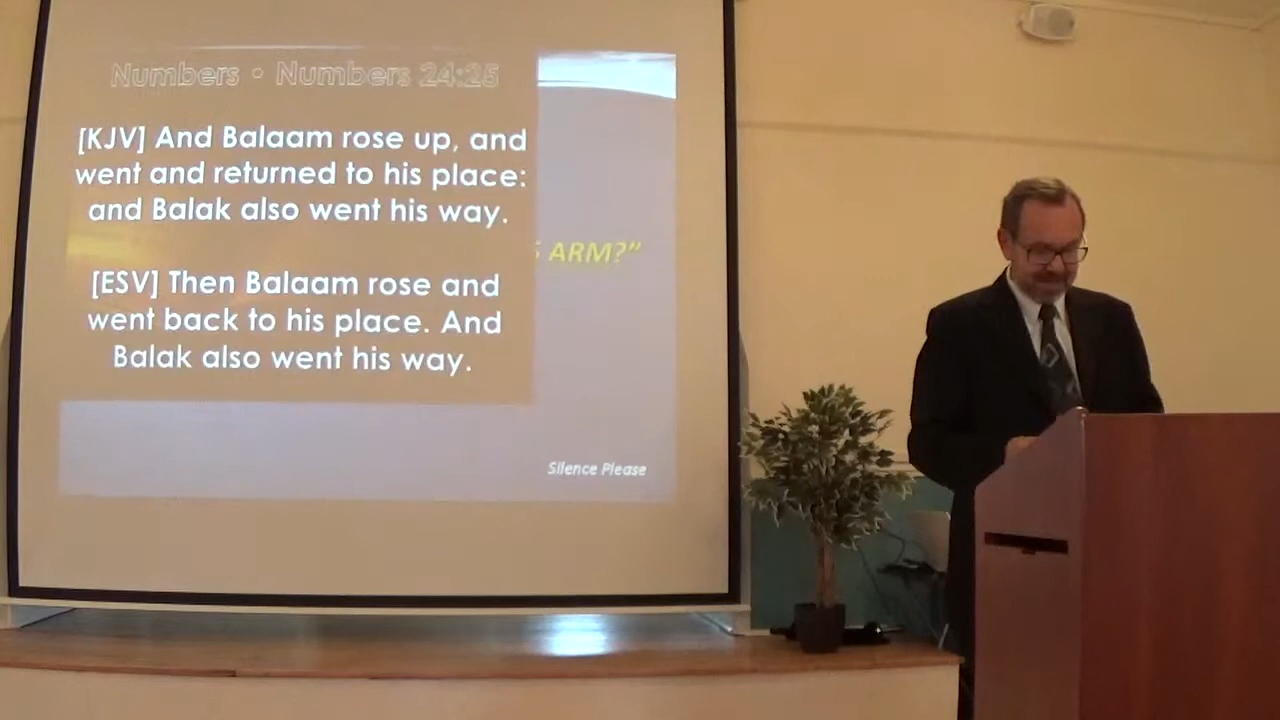 Numbers • Numbers 24:25
[KJV] And Balaam rose up, and
went and returned to his place:
and Balak also went his way.
[ESV] Then Balaam rose and
went back to his place. And
Balak also went his way.
ARM?”
Silence Please